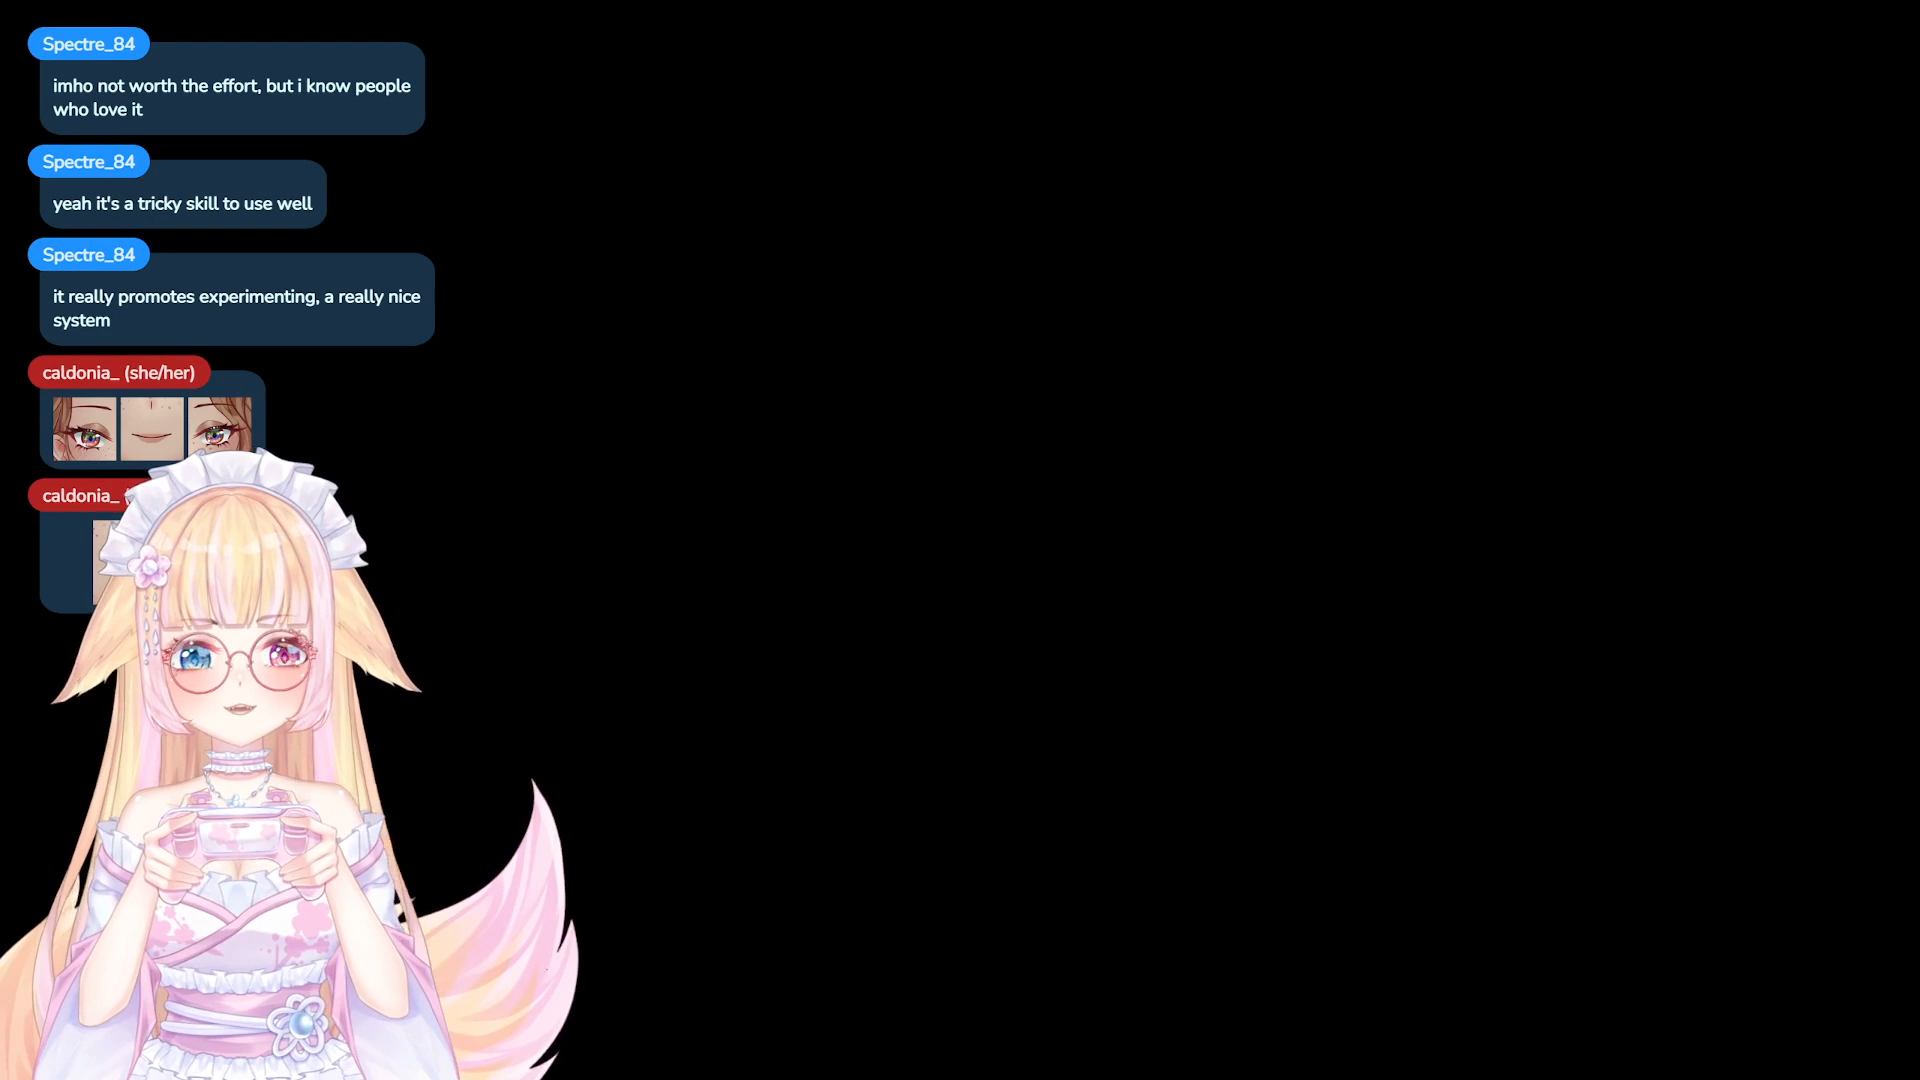 Spectre_84
imho not worth the effort, but i know people
who love it
Spectre_84
yeah it's a tricky skill to use well
Spectre_84
it really promotes experimenting, a really nice
system
caldonia_ (she/her)
caldonia_